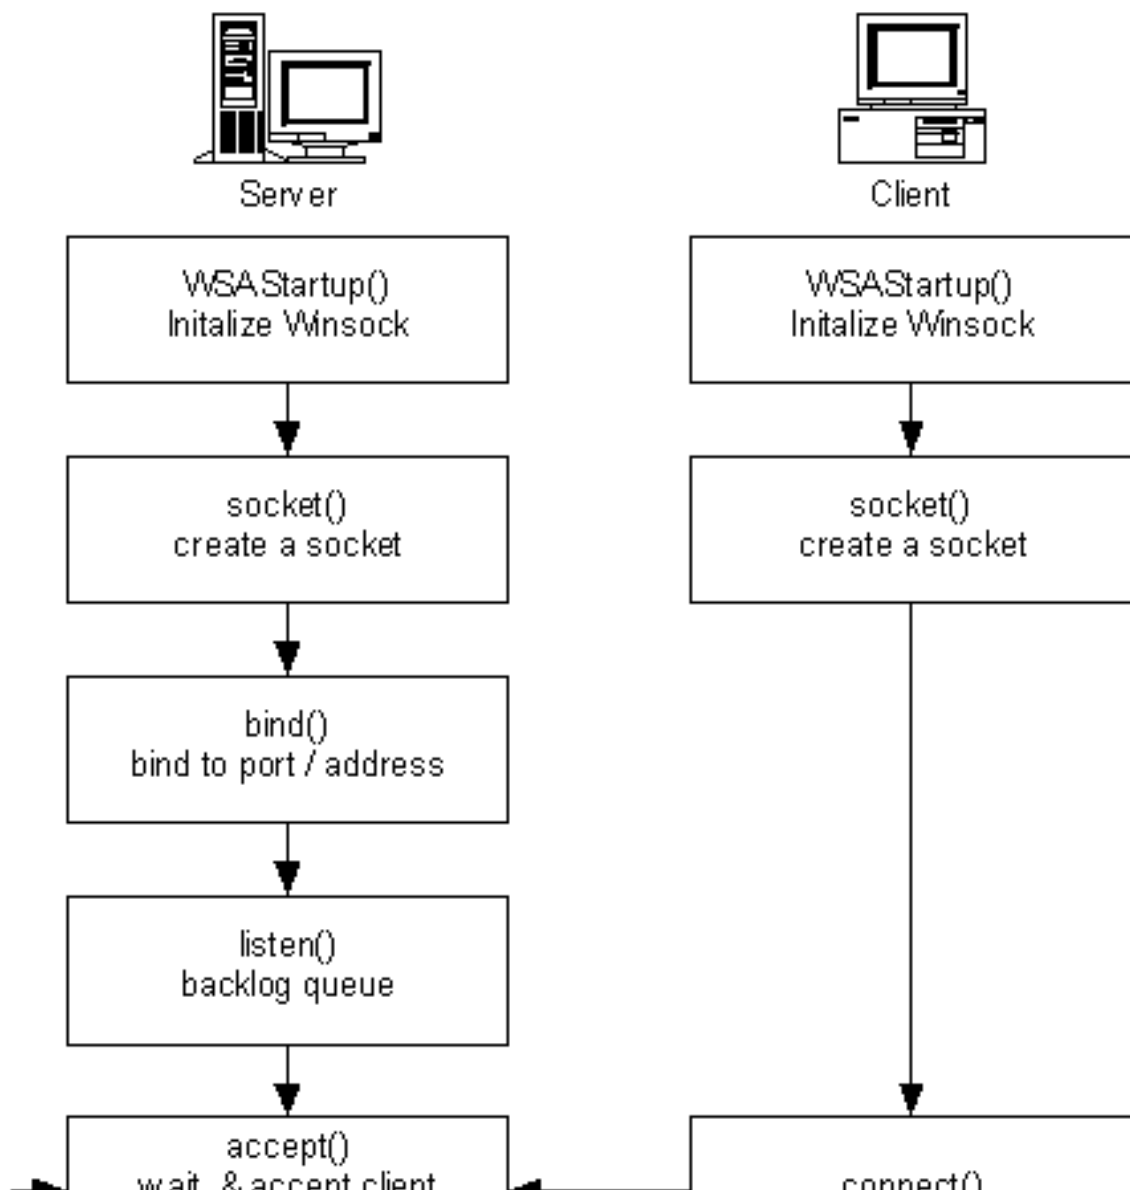 Server
WSAStartup()
Initalize Winsock
socket()
create a socket
bind()
bind to port / address
listen()
backlog queue
accept()
wait & accept client
Client
WSAStartup()
Initalize Winsock
socket()
create a socket
connect()